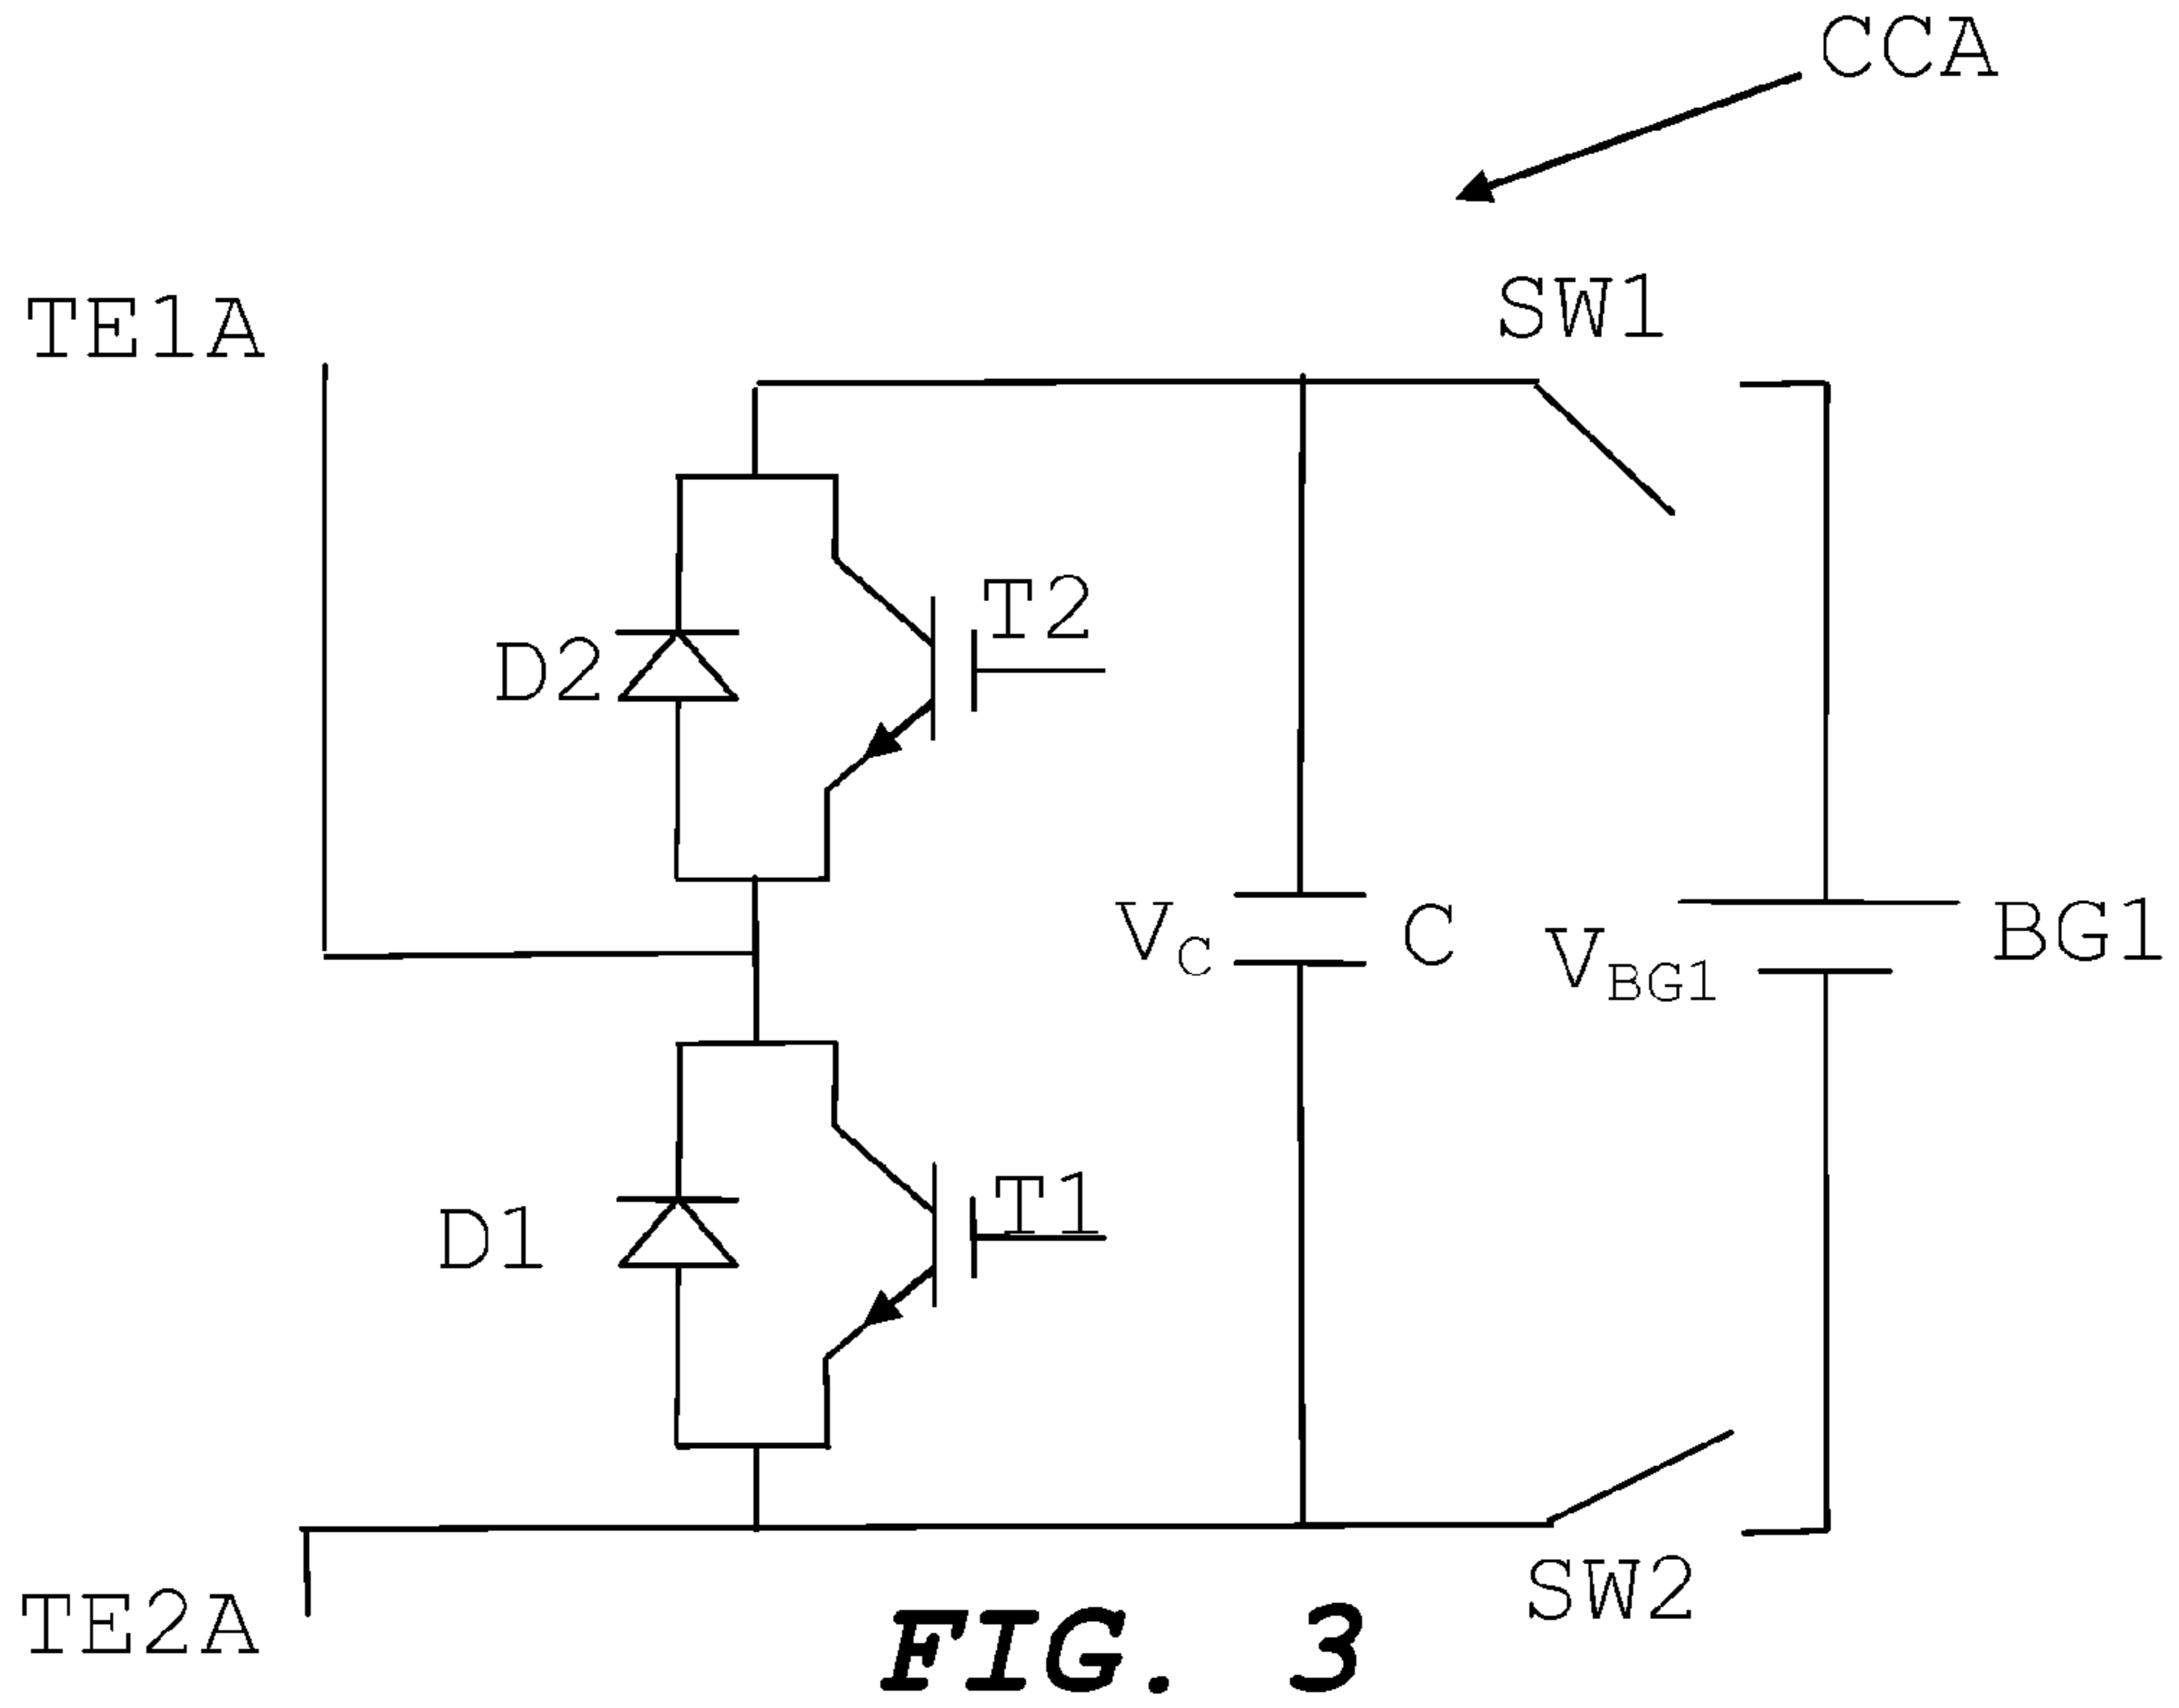 CCA
SW1
TE1A
T2
D2
VC
C
VBG1
BG1
T1
D1
SW2
TE2A
FIG. 3